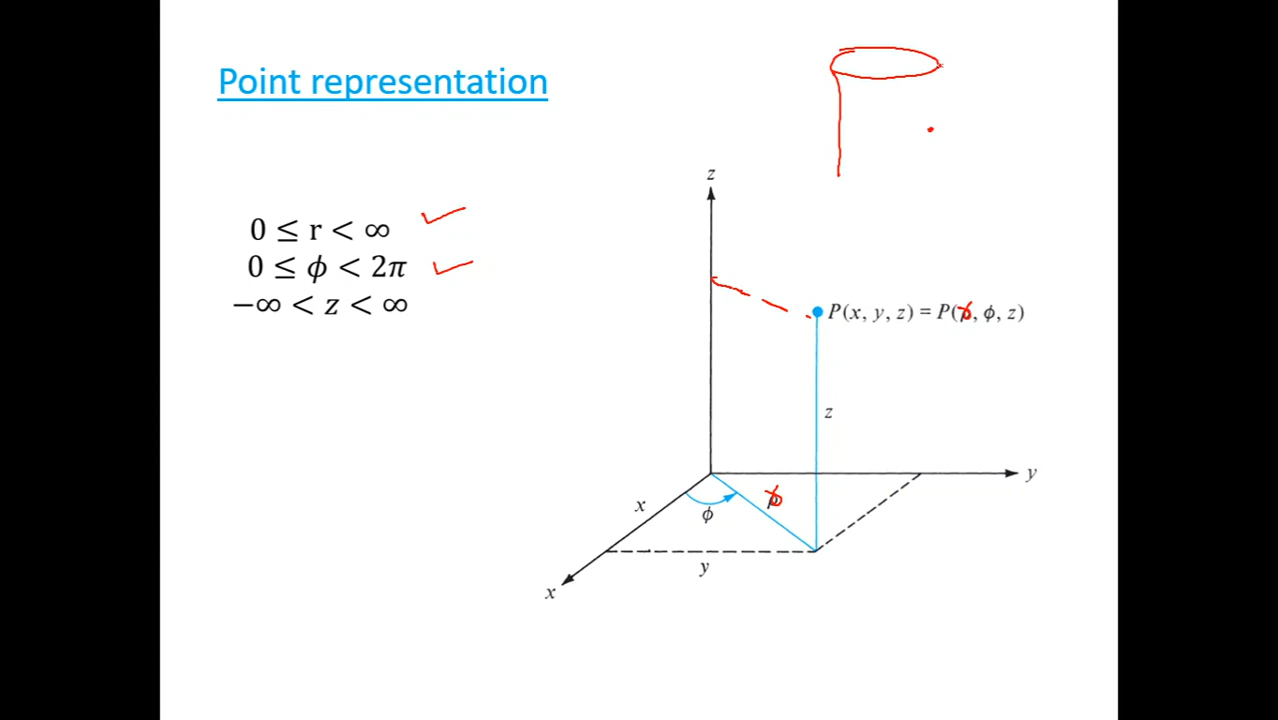 Point representation
0 ≤ r < ∞
0 ≤ ϕ < 2π
−∞ < z < ∞
z
P(x, y, z) = P(ρ, ϕ, z)
z
y
x
ϕ
ρ
y
x